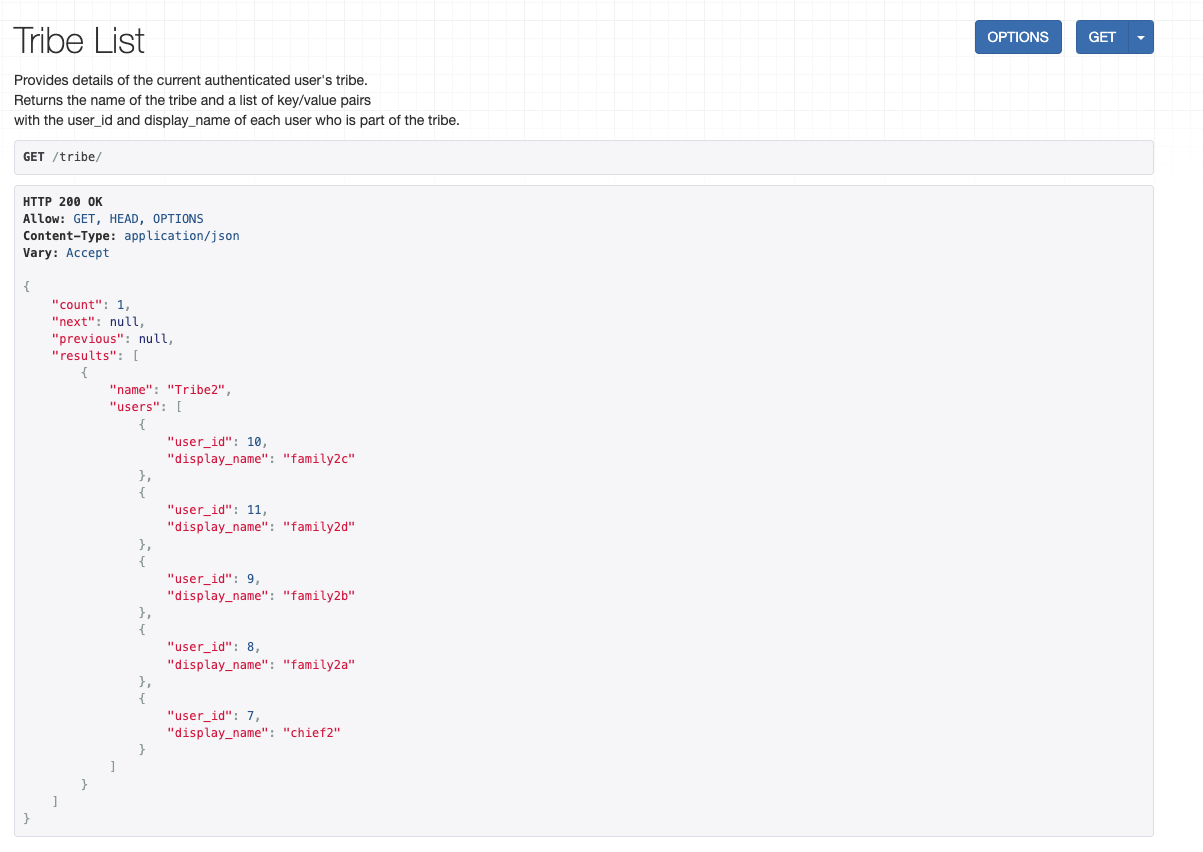 Tribe List
OPTIONS
GET
Provides details of the current authenticated user's tribe.
Returns the name of the tribe and a list of key/value pairs
with the user_id and display_name of each user who is part of the tribe.
GET /tribe/
HTTP 200 OK
Allow: GET, HEAD, OPTIONS
Content-Type: application/json
Vary: Accept
{
    "count": 1,
    "next": null,
    "previous": null,
    "results": [
        {
            "name": "Tribe2",
            "users": [
                {
                    "user_id": 10,
                    "display_name": "family2c"
                },
                {
                    "user_id": 11,
                    "display_name": "family2d"
                },
                {
                    "user_id": 9,
                    "display_name": "family2b"
                },
                {
                    "user_id": 8,
                    "display_name": "family2a"
                },
                {
                    "user_id": 7,
                    "display_name": "chief2"
                }
            ]
        }
    ]
}